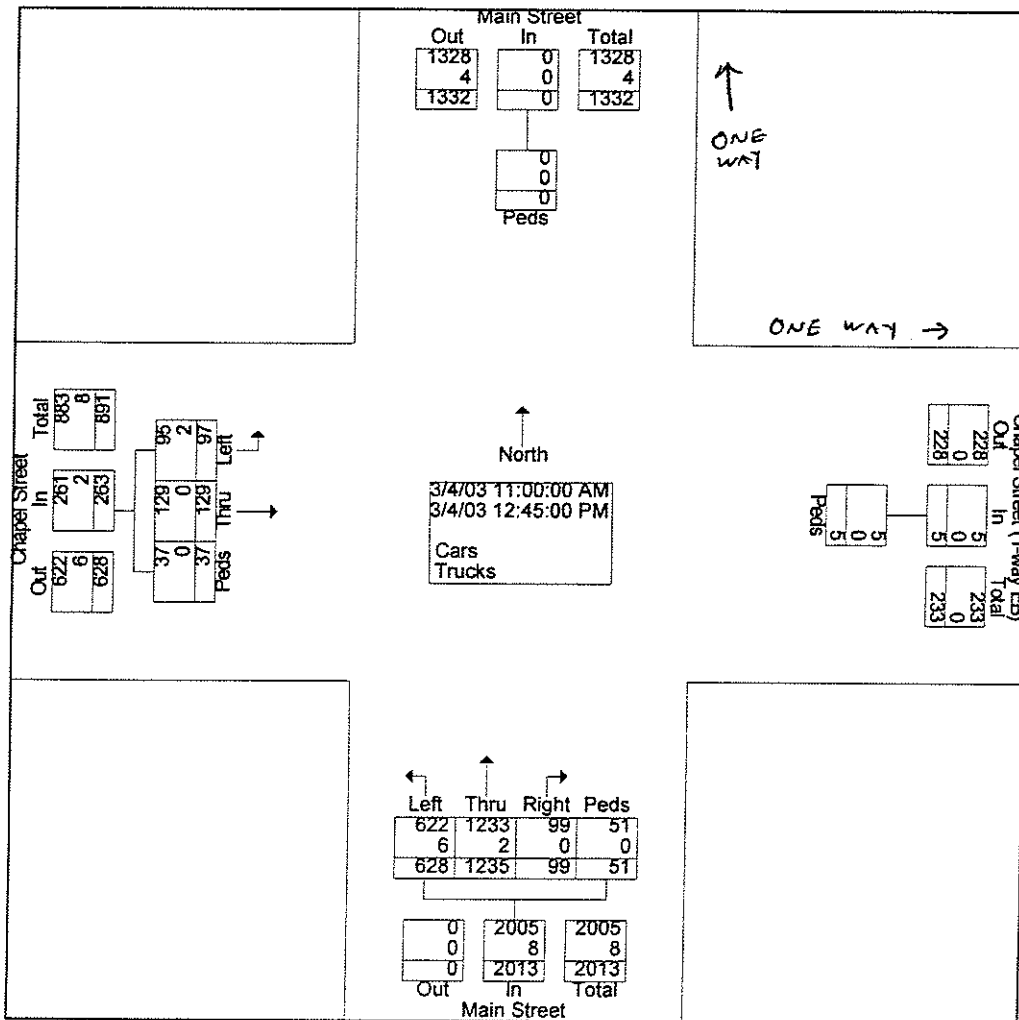 Main Street
Out In Total
1328 0 1328
4 0 4
1332 0 1332
0
0
0
Peds
↑
ONE
WAY
ONE WAY →
Chapel Street
Total
883 8 891
In
261 2 263
Out
622 6 628
Left
95 2 97
Thru
129 0 129
Peds
37 0 37
North
3/4/03 11:00:00 AM
3/4/03 12:45:00 PM
Cars
Trucks
Chapel Street (1-way EB)
Out
228 0 228
In
5 0 5
Total
233 0 233
Peds
5 0 5
Left Thru Right Peds
622 1233 99 51
6 2 0 0
628 1235 99 51
0 2005 2005
0 8 8
0 2013 2013
Out In Total
Main Street